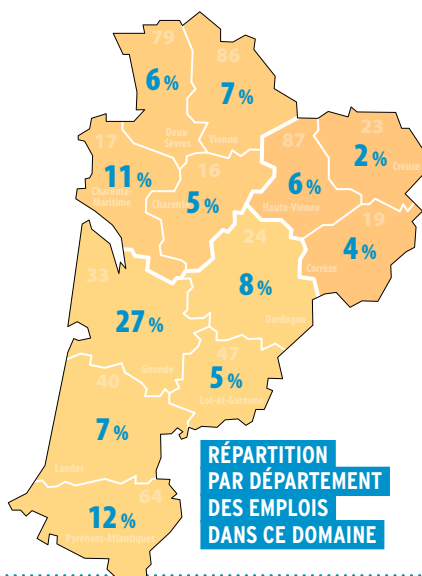 79
6 %
Deux-
Sèvres
86
7 %
Vienne
17
11 %
Charente-
Maritime
16
5 %
Charente
87
6 %
Haute-Vienne
23
2 %
Creuse
19
4 %
Corrèze
24
8 %
Dordogne
33
27 %
Gironde
47
5 %
Lot-et-Garonne
40
7 %
Landes
64
12 %
Pyrénées-Atlantiques
RÉPARTITION
PAR DÉPARTEMENT
DES EMPLOIS
DANS CE DOMAINE